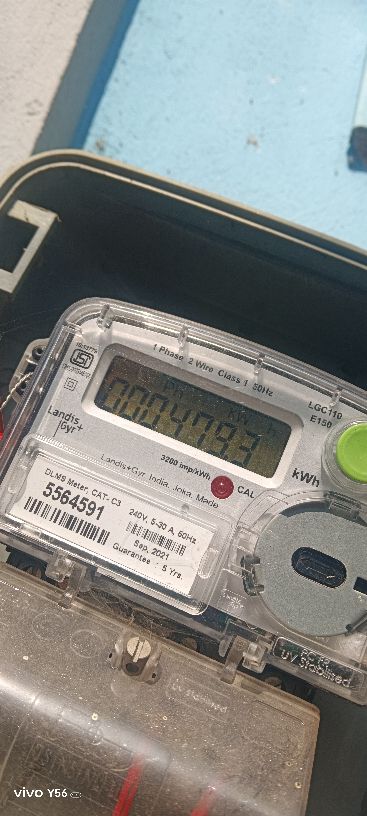 1 Phase 2 Wire Class 1 50Hz
LGC110
E150
000479.3
Landis
Gyr+
3200 imp/kWh
kWh
Landis+Gyr, India, Joka, Made
CAL
DLMS Meter, CAT- C3
5564591
240V, 5-30 A, 50Hz
Sep. 2021
Guarantee : 5 Yrs.
UV Stabilised
vivo Y56